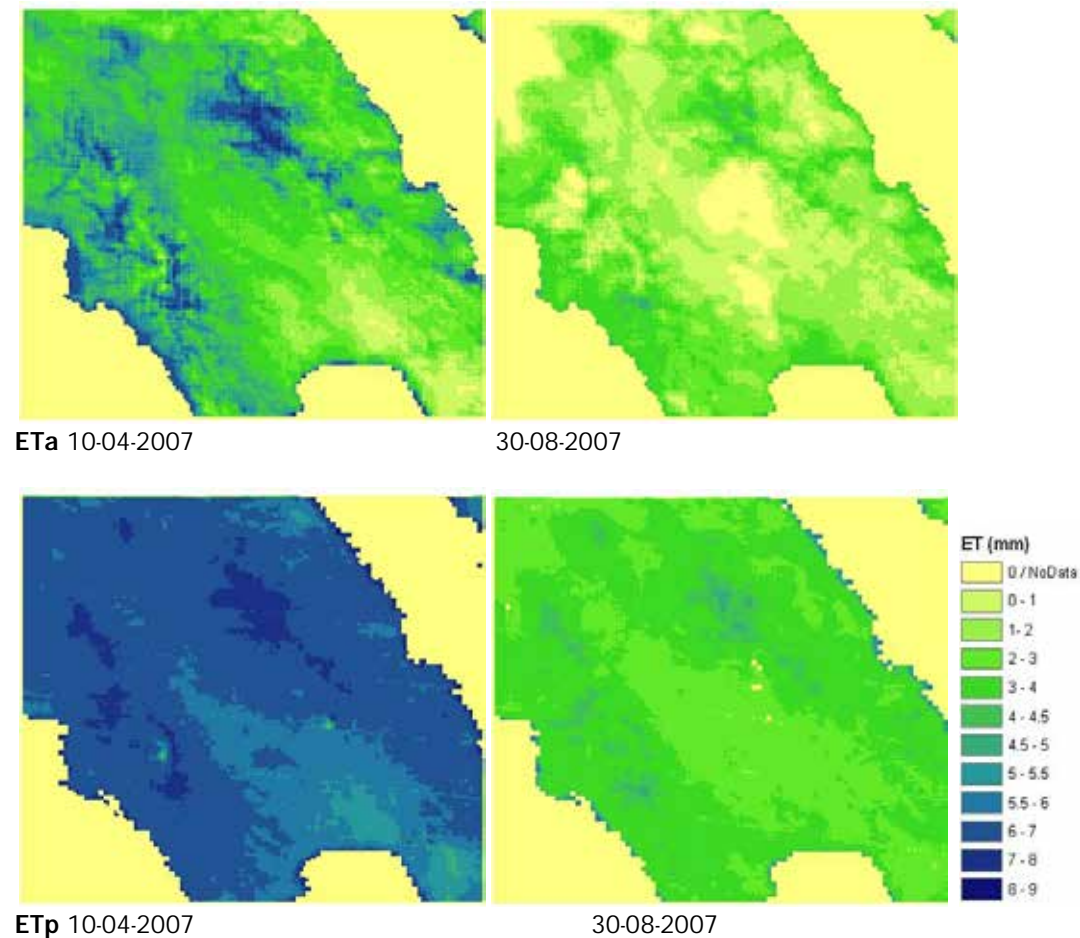 ETa 10-04-2007
30-08-2007
ET (mm)
0 / NoData
0 - 1
1 - 2
2 - 3
3 - 4
4 - 4.5
4.5 - 5
5 - 5.5
5.5 - 6
6 - 7
7 - 8
8 - 9
ETp 10-04-2007
30-08-2007